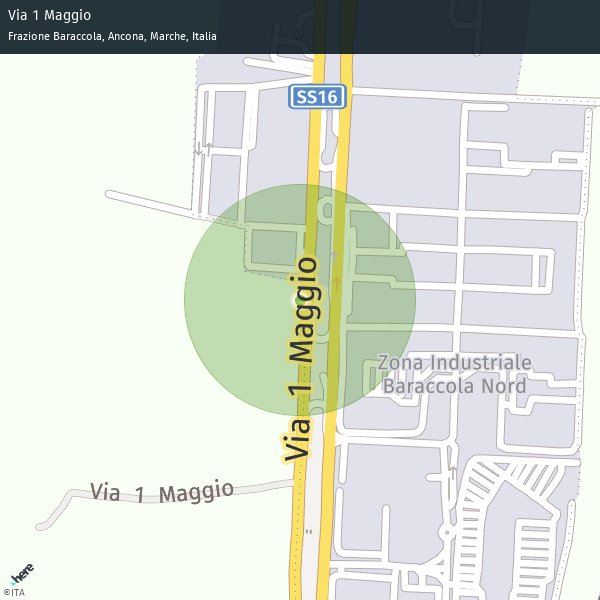 Via 1 Maggio
Frazione Baraccola, Ancona, Marche, Italia
SS16
Via 1 Maggio
Zona Industriale
Baraccola Nord
Via 1 Maggio
here
©ITA